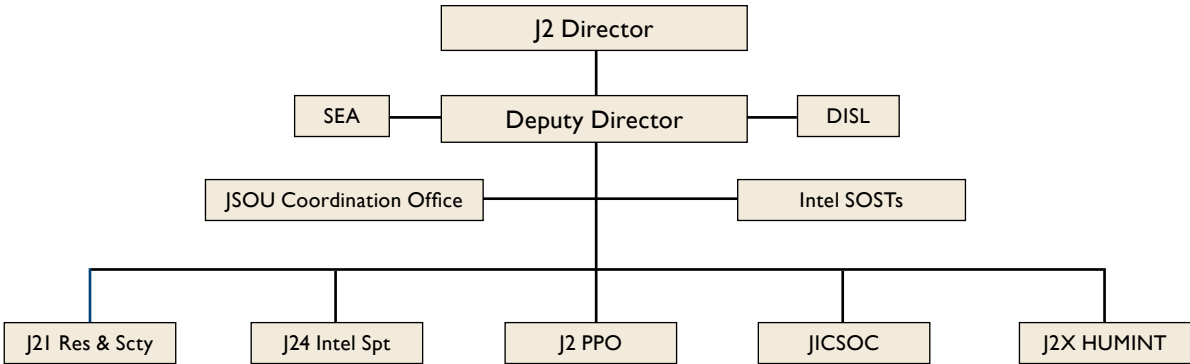 J2 Director
SEA
Deputy Director
DISL
JSOU Coordination Office
Intel SOSTs
J21 Res & Scty
J24 Intel Spt
J2 PPO
JICSOC
J2X HUMINT